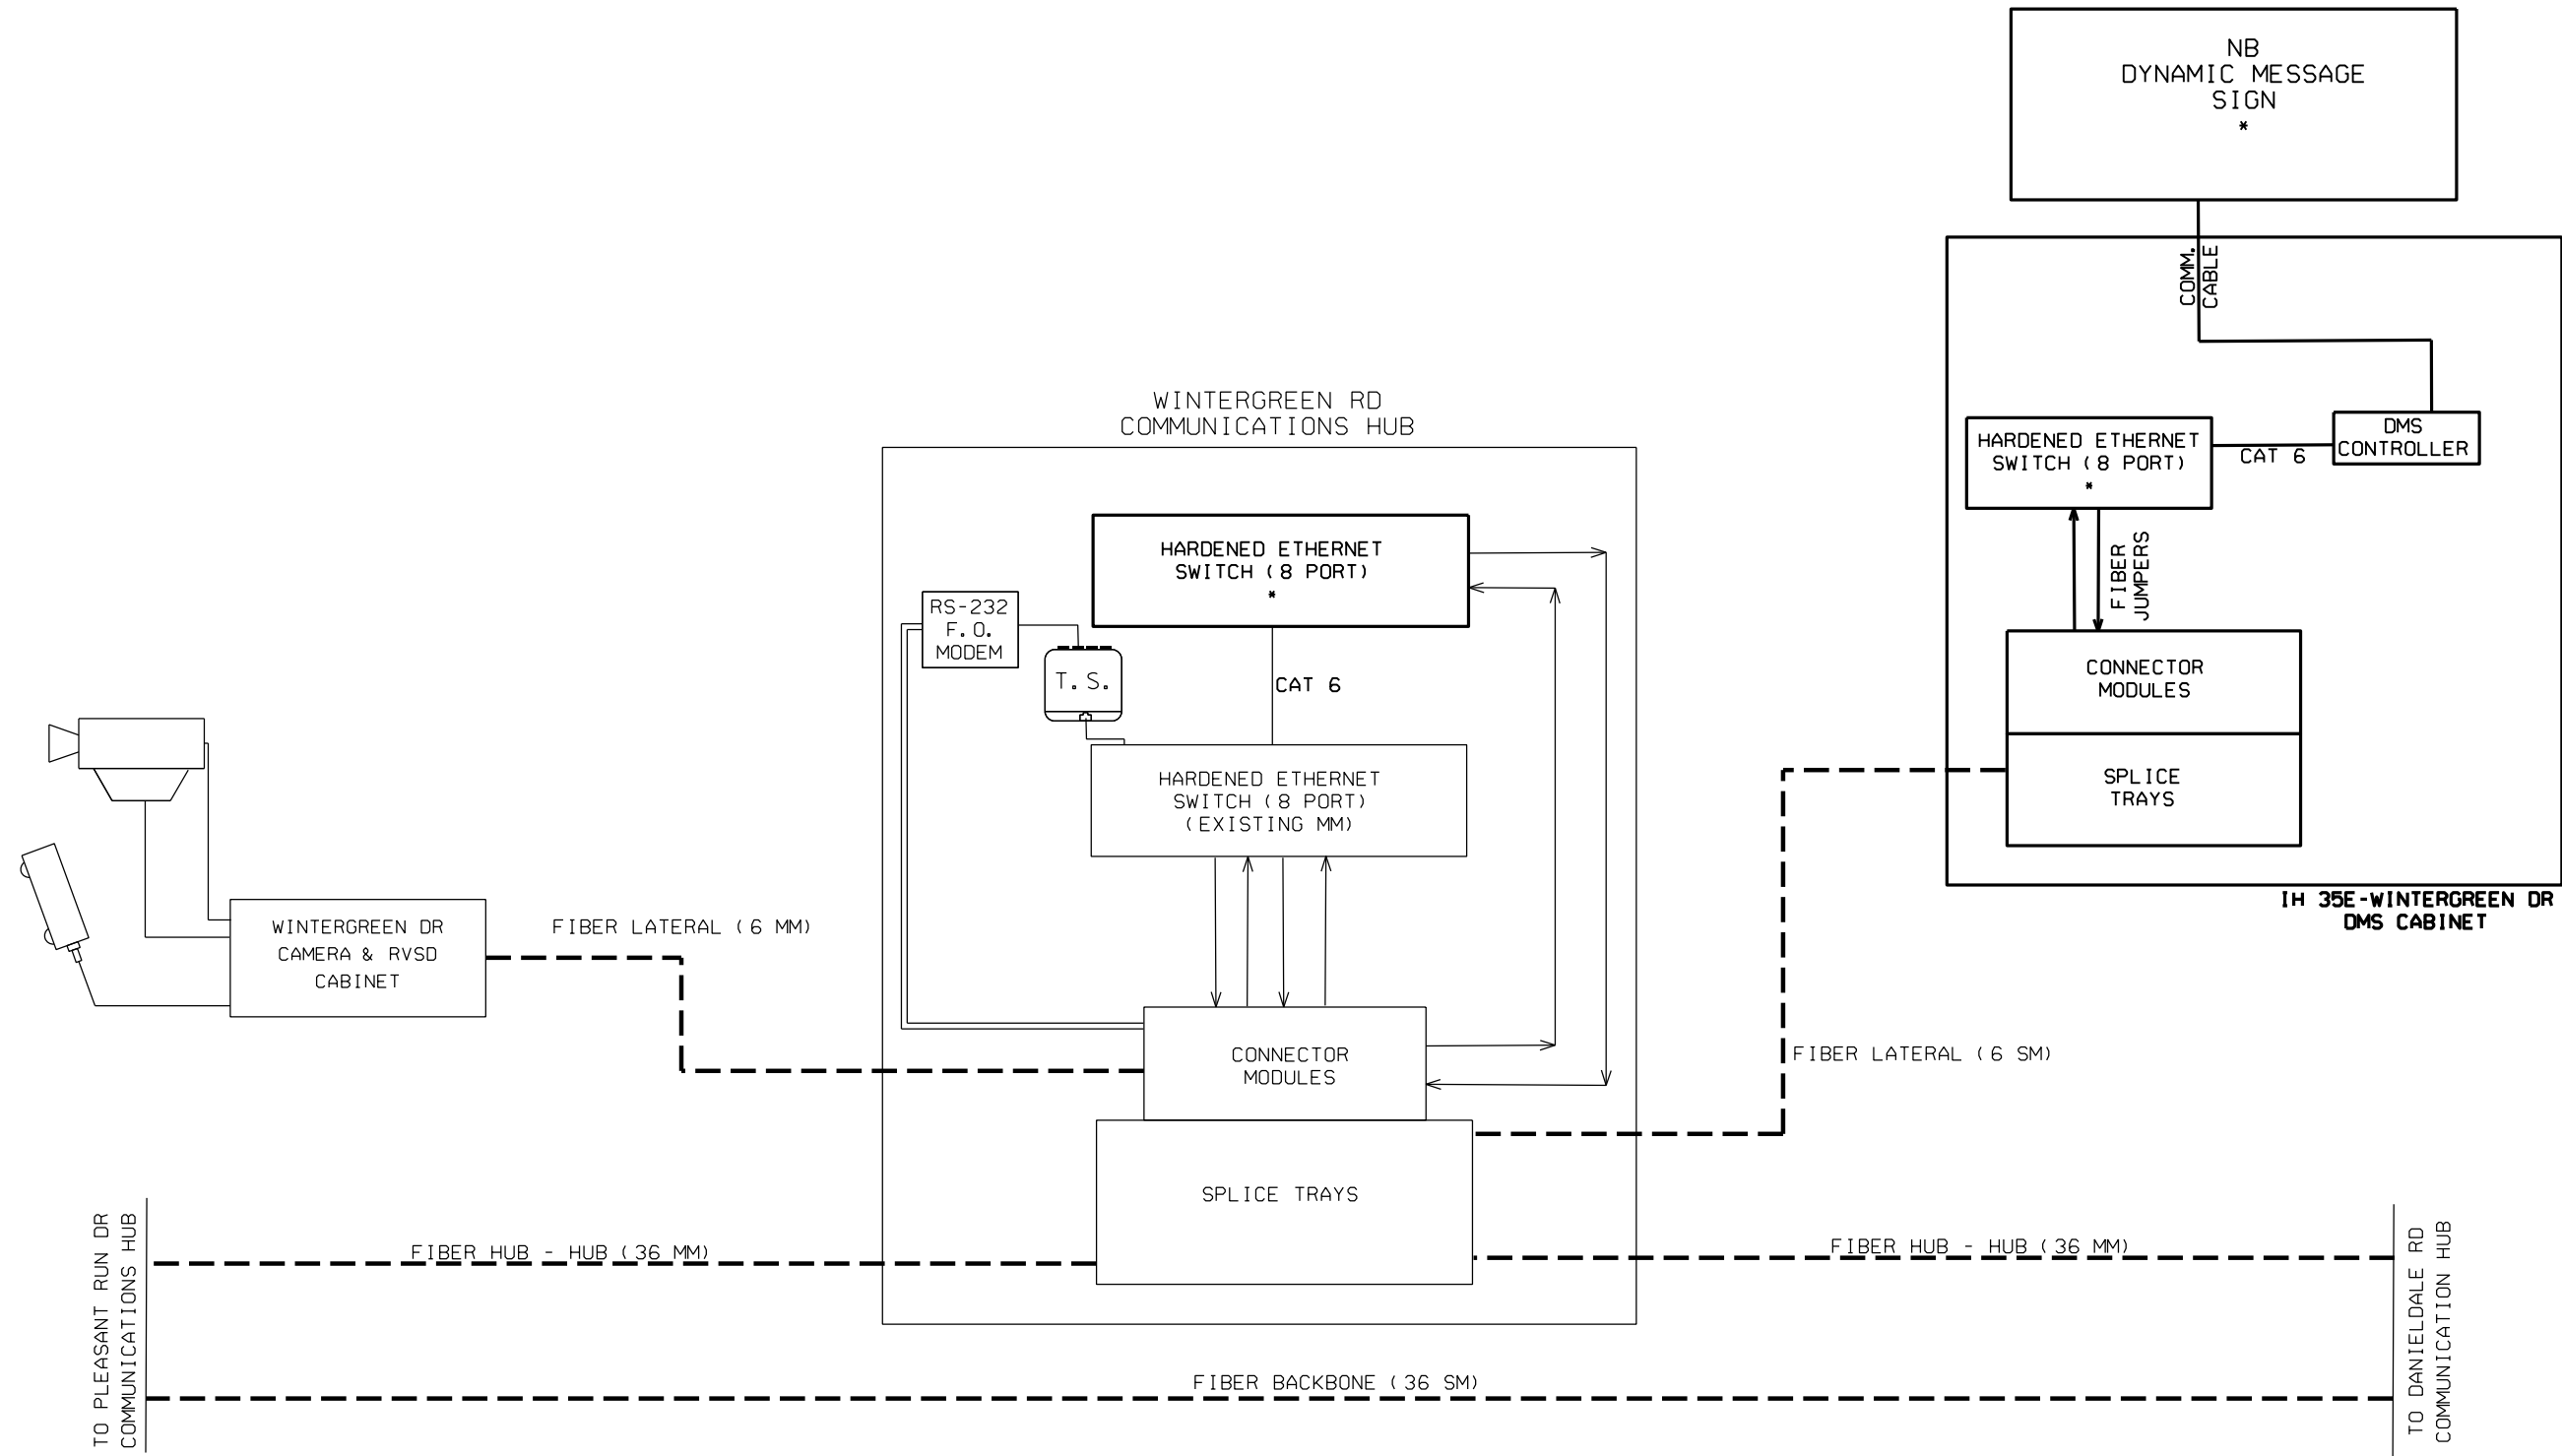 NB
DYNAMIC MESSAGE
SIGN
*
COMM.
CABLE
HARDENED ETHERNET
SWITCH (8 PORT)
*
CAT 6
DMS
CONTROLLER
FIBER
JUMPERS
CONNECTOR
MODULES
SPLICE
TRAYS
IH 35E-WINTERGREEN DR
DMS CABINET
WINTERGREEN RD
COMMUNICATIONS HUB
HARDENED ETHERNET
SWITCH (8 PORT)
*
RS-232
F.O.
MODEM
T.S.
CAT 6
HARDENED ETHERNET
SWITCH (8 PORT)
(EXISTING MM)
WINTERGREEN DR
CAMERA & RVSD
CABINET
FIBER LATERAL (6 MM)
CONNECTOR
MODULES
FIBER LATERAL (6 SM)
SPLICE TRAYS
TO PLEASANT RUN DR
COMMUNICATIONS HUB
FIBER HUB - HUB (36 MM)
FIBER HUB - HUB (36 MM)
TO DANIELDALE RD
COMMUNICATION HUB
FIBER BACKBONE (36 SM)